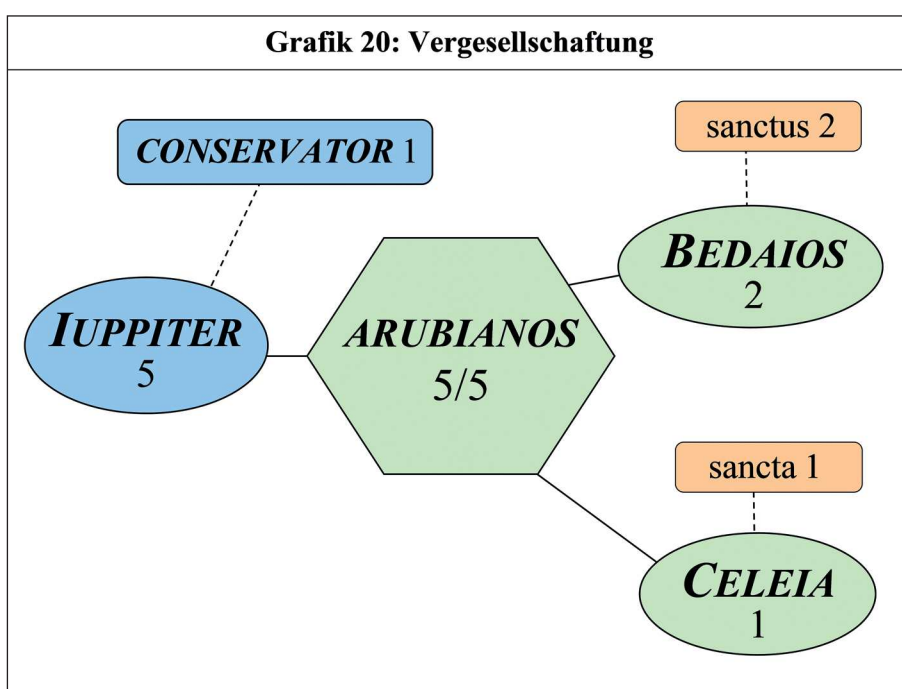 Grafik 20: Vergesellschaftung
CONSERVATOR 1
sanctus 2
BEDAIOS
2
IUPPITER
5
ARUBIANOS
5/5
sancta 1
CELEIA
1